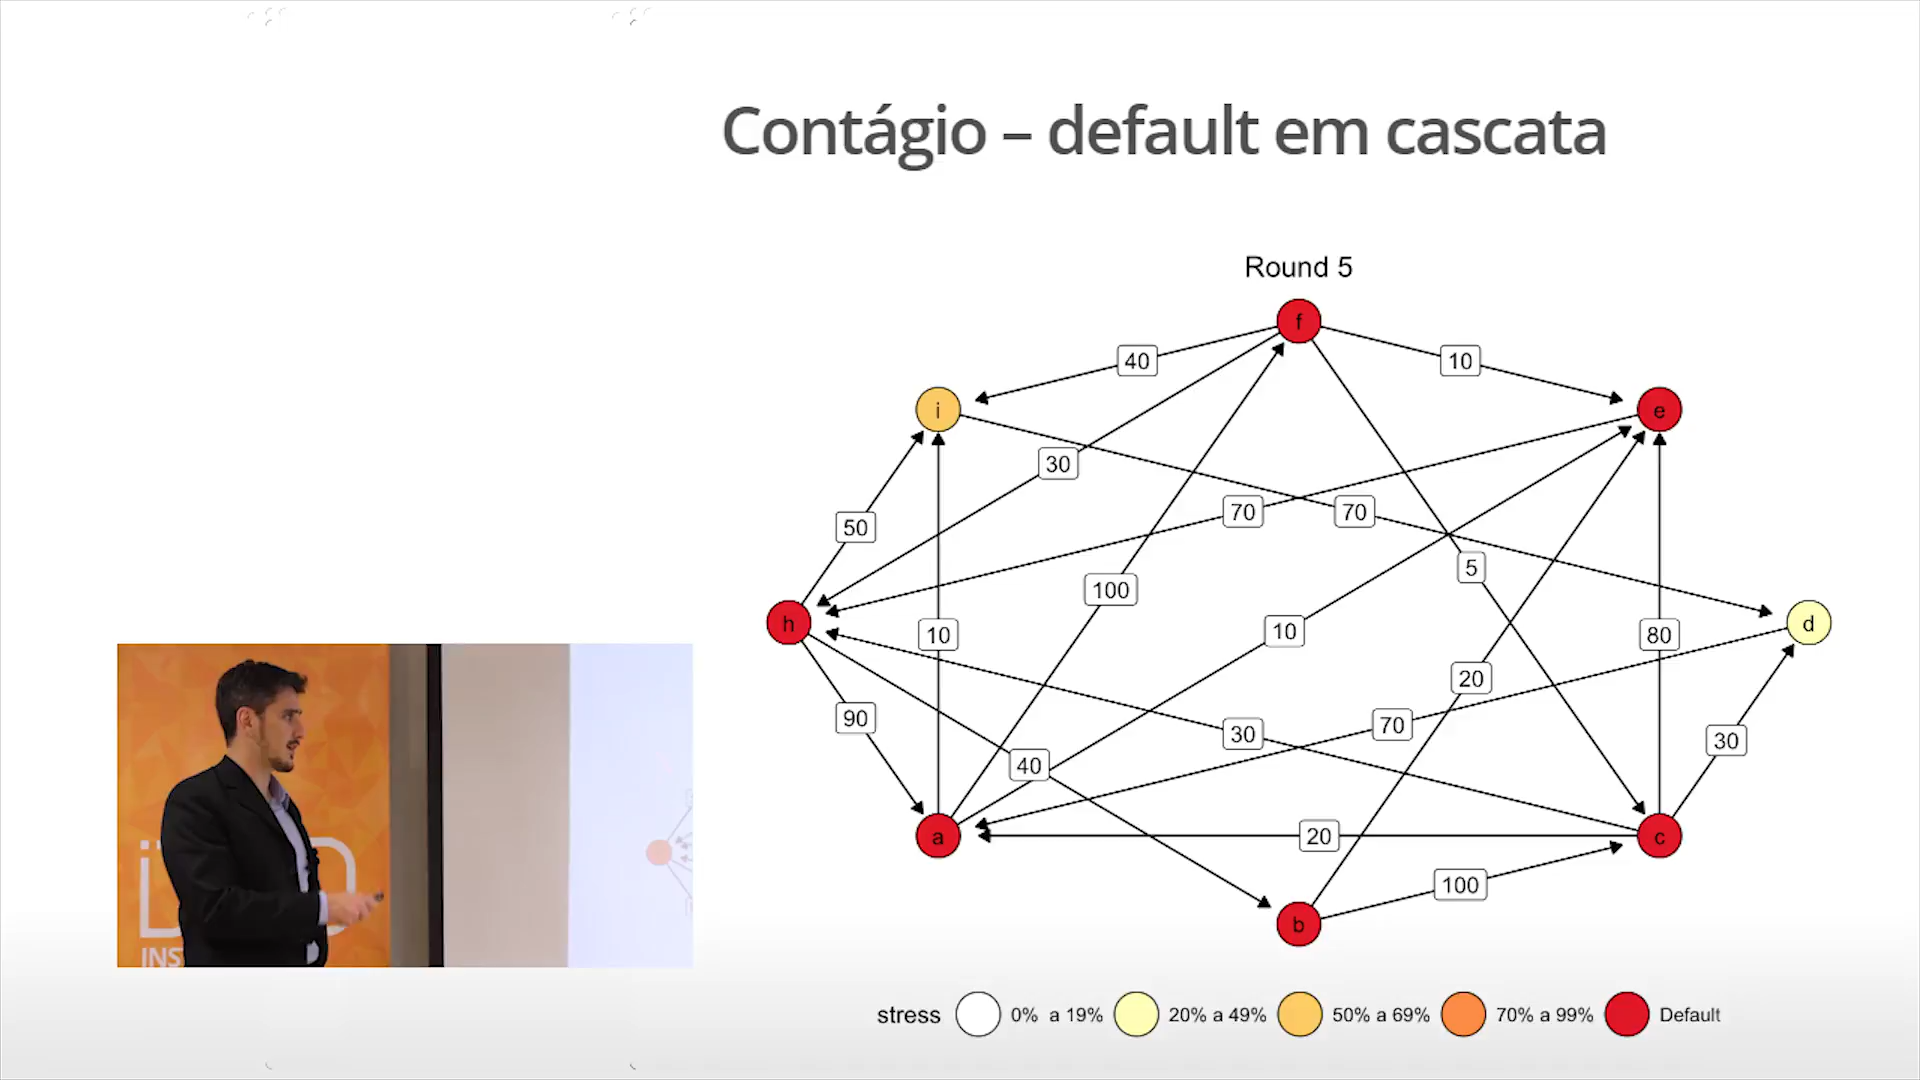 Contágio – default em cascata
Round 5
f
40
10
i
e
30
70
70
50
5
100
h
10
10
80
d
20
90
70
30
30
40
a
20
c
100
b
INS
stress 0% a 19% 20% a 49% 50% a 69% 70% a 99% Default